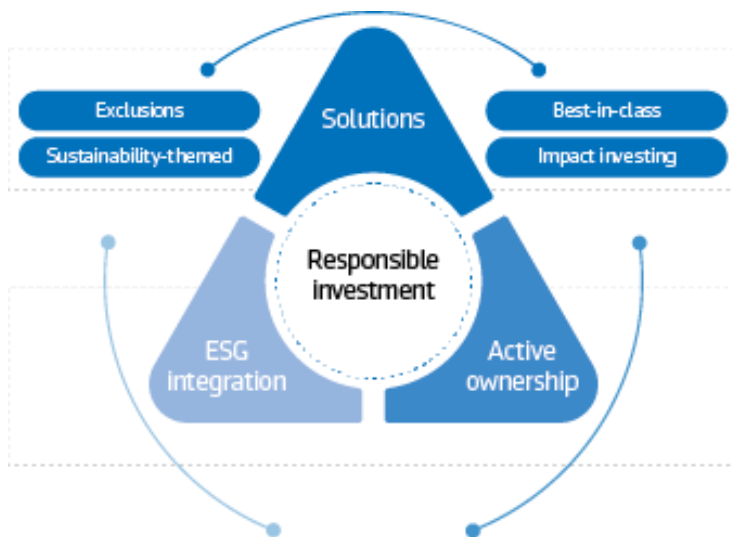 Exclusions
Sustainability-themed
Solutions
Best-in-class
Impact investing
Responsible
investment
ESG
integration
Active
ownership